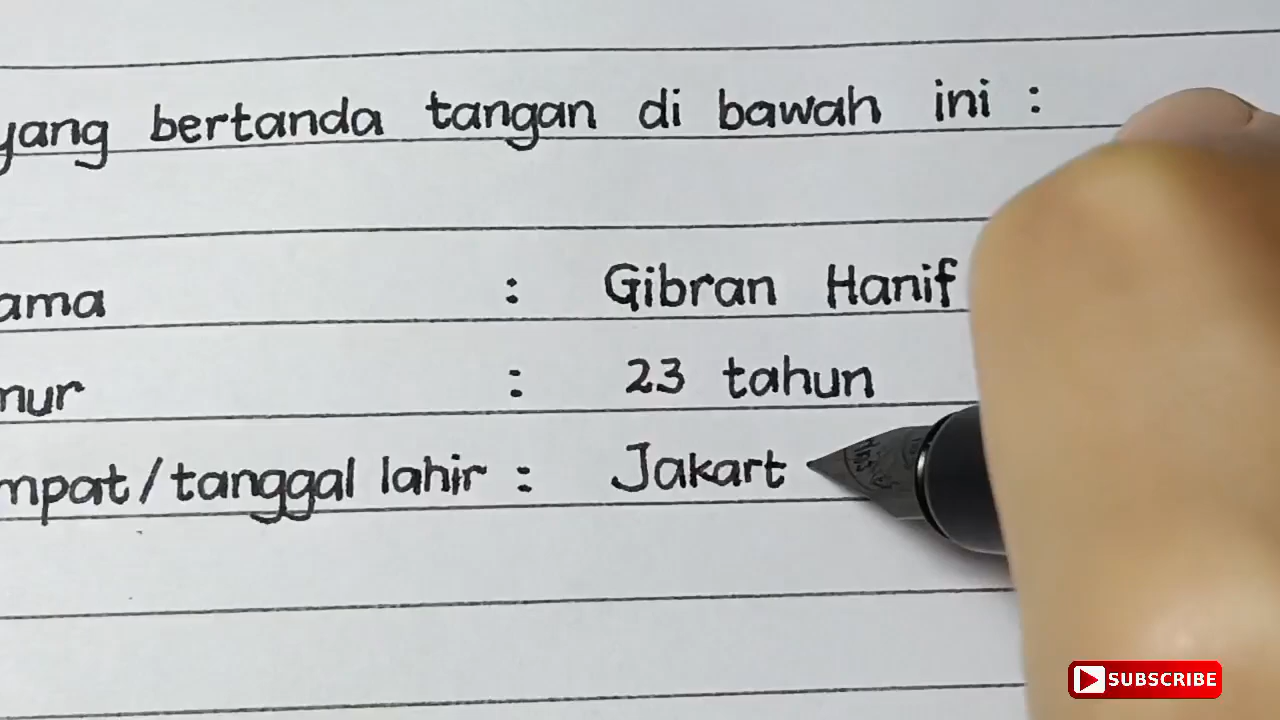 yang bertanda tangan di bawah ini :
ama : Gibran Hanif
mur : 23 tahun
mpat/tanggal lahir : Jakart
SUBSCRIBE